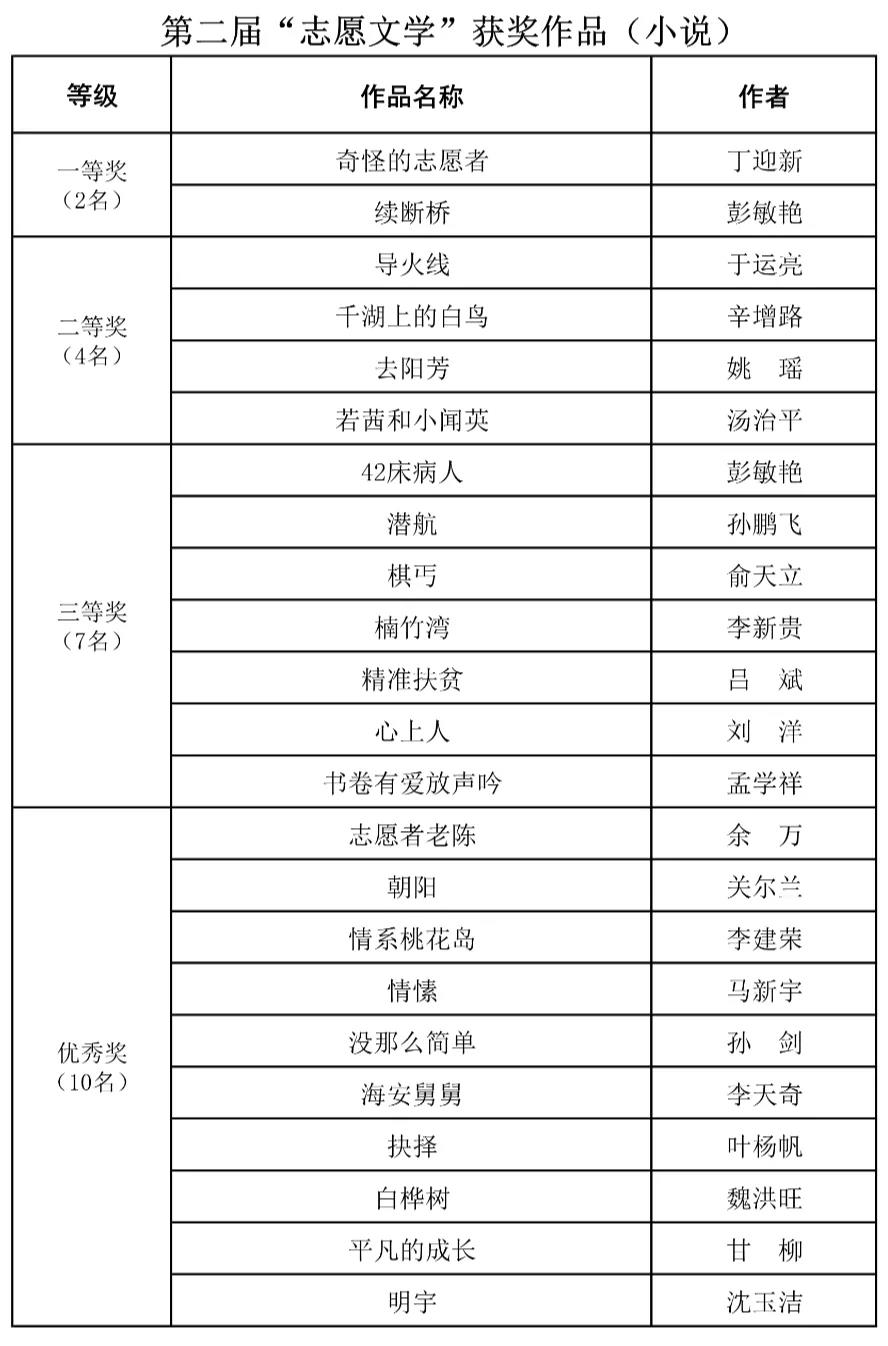 第二届“志愿文学”获奖作品（小说）
等级 作品名称 作者
一等奖
（2名）
奇怪的志愿者 丁迎新
续断桥 彭敏艳
二等奖
（4名）
导火线 于运亮
千湖上的白鸟 辛增路
去阳芳 姚　瑶
若茜和小闻英 汤治平
三等奖
（7名）
42床病人 彭敏艳
潜航 孙鹏飞
棋丐 俞天立
楠竹湾 李新贵
精准扶贫 吕　斌
心上人 刘　洋
书卷有爱放声吟 孟学祥
优秀奖
（10名）
志愿者老陈 余　万
朝阳 关尔兰
情系桃花岛 李建荣
情愫 马新宇
没那么简单 孙　剑
海安舅舅 李天奇
抉择 叶杨帆
白桦树 魏洪旺
平凡的成长 甘　柳
明宇 沈玉洁